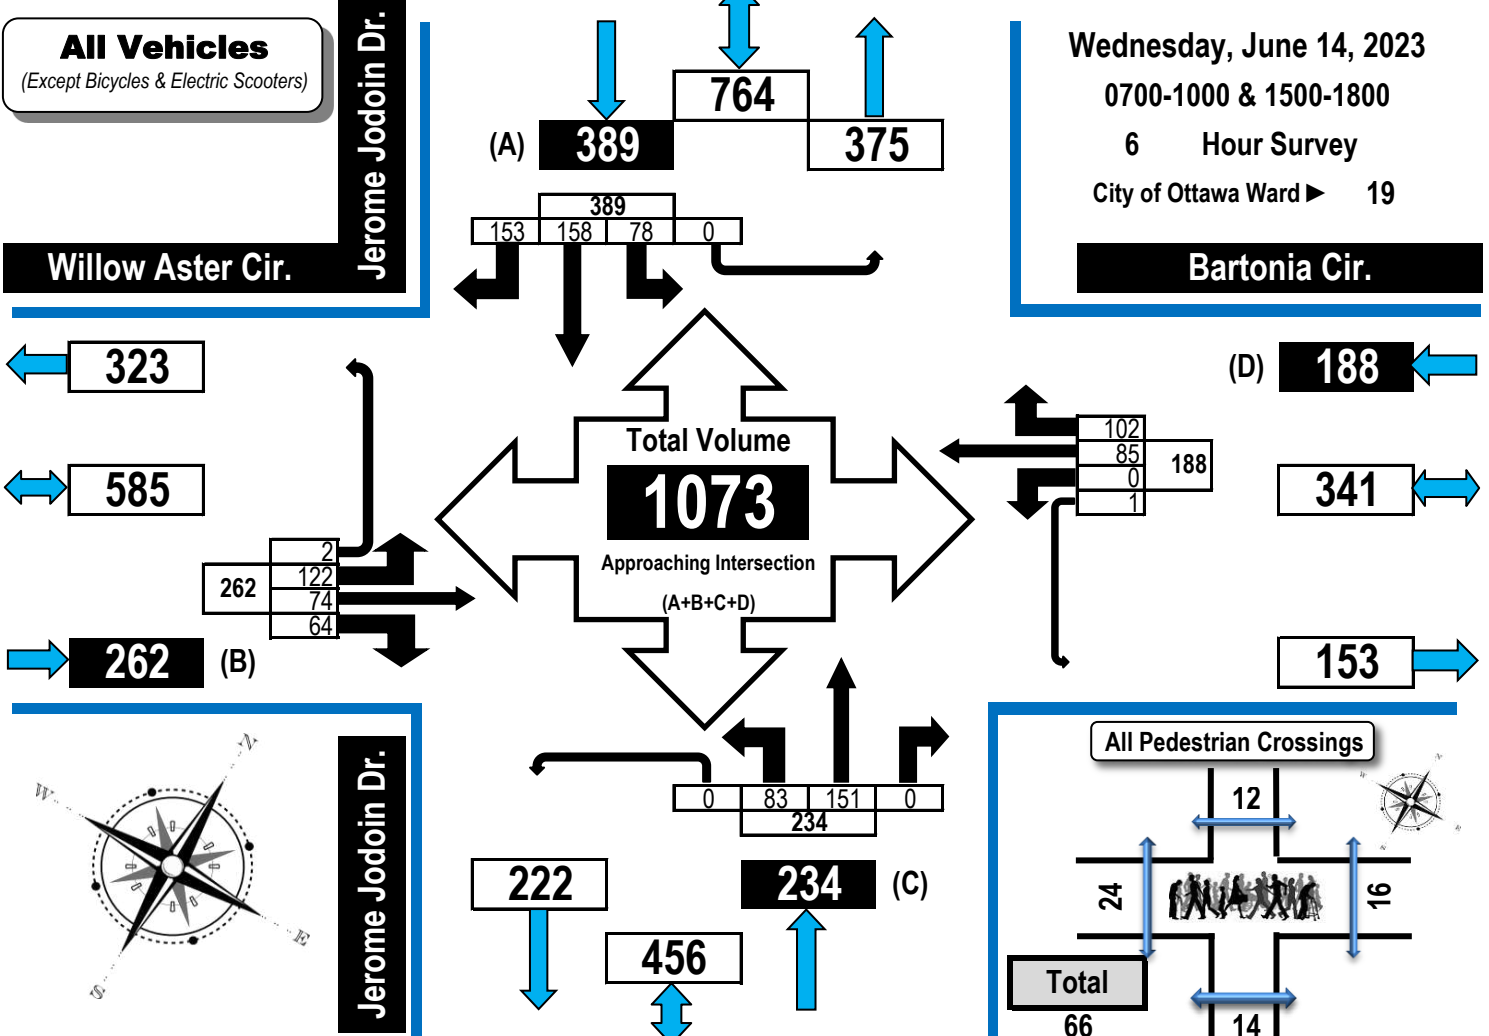 All Vehicles
(Except Bicycles & Electric Scooters)
Jerome Jodoin Dr.
Willow Aster Cir.
764
(A) 389
375
389
153 158 78 0
Wednesday, June 14, 2023
0700-1000 & 1500-1800
6 Hour Survey
City of Ottawa Ward ► 19
Bartonia Cir.
323
(D) 188
585
341
Total Volume
1073
Approaching Intersection
(A+B+C+D)
102
85
0
1
188
2
122
74
64
262
262 (B)
153
0 83 151 0
234
222
234 (C)
456
Jerome Jodoin Dr.
N
W
E
S
All Pedestrian Crossings
12
24
16
Total
66
14